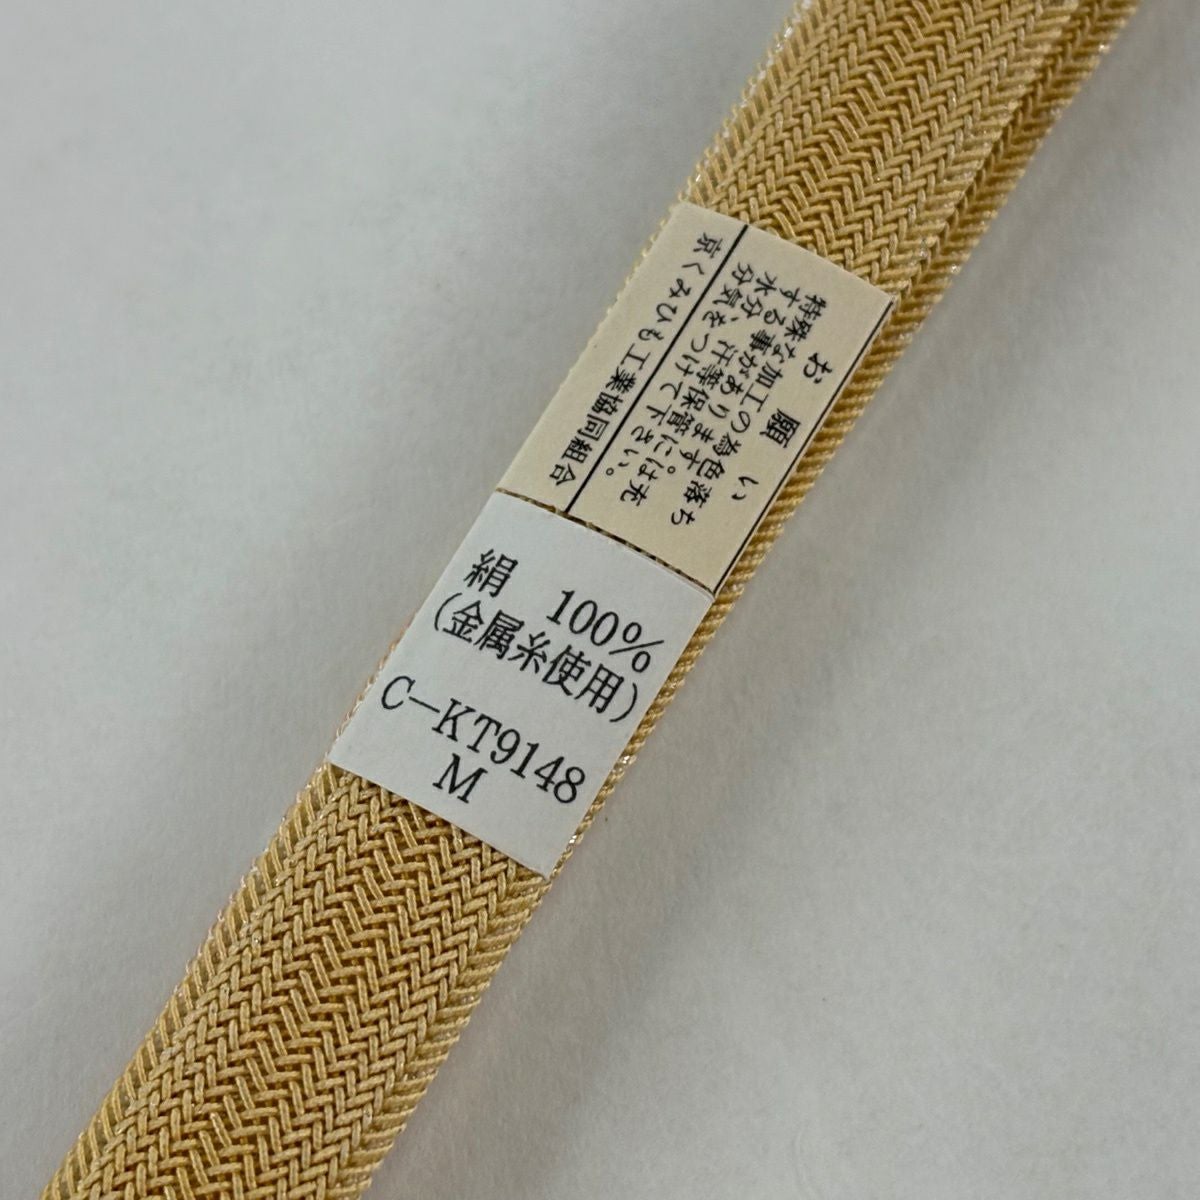 お願い
特殊な加工の為色落ち
する事があります。
水分、汗等保管には充
分気をつけて下さい。
京くみひも工業協同組合
絹 100%
(金属糸使用)
C-KT9148
M